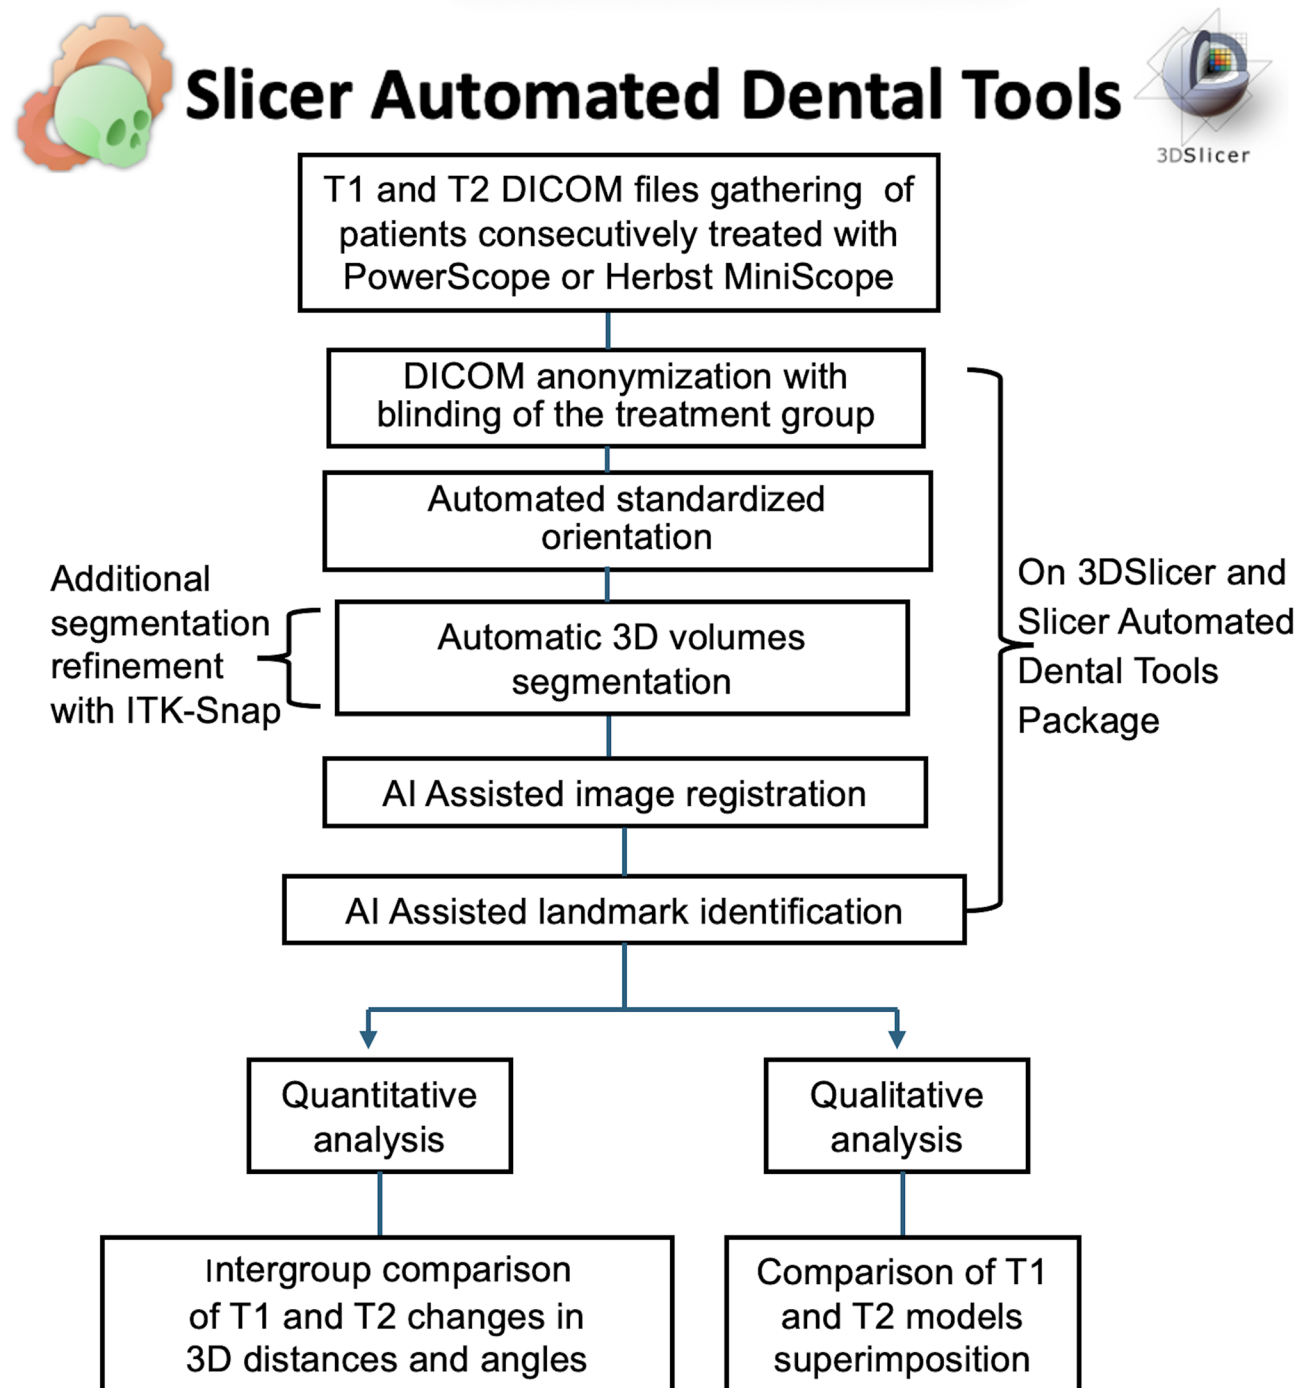 Slicer Automated Dental Tools
3DSlicer
T1 and T2 DICOM files gathering of
patients consecutively treated with
PowerScope or Herbst MiniScope
DICOM anonymization with
blinding of the treatment group
Automated standardized
orientation
Additional
segmentation
refinement
with ITK-Snap
Automatic 3D volumes
segmentation
On 3DSlicer and
Slicer Automated
Dental Tools
Package
AI Assisted image registration
AI Assisted landmark identification
Quantitative
analysis
Qualitative
analysis
Intergroup comparison
of T1 and T2 changes in
3D distances and angles
Comparison of T1
and T2 models
superimposition